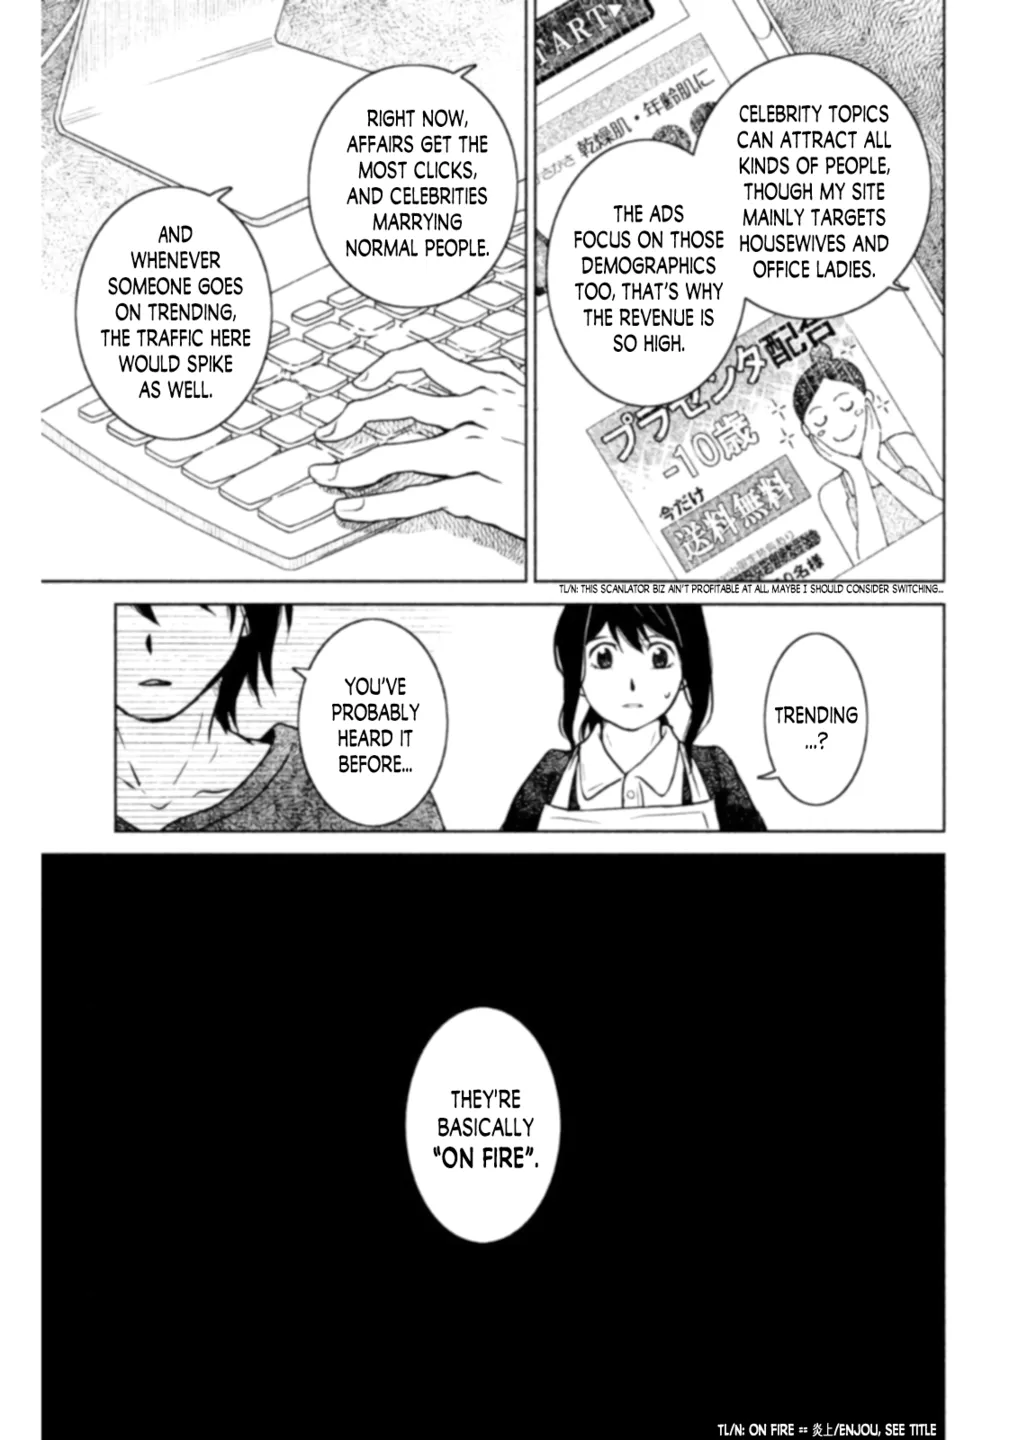 CELEBRITY TOPICS
CAN ATTRACT ALL
KINDS OF PEOPLE,
THOUGH MY SITE
MAINLY TARGETS
HOUSEWIVES AND
OFFICE LADIES.
THE ADS
FOCUS ON THOSE
DEMOGRAPHICS
TOO, THAT'S WHY
THE REVENUE IS
SO HIGH.
START▶
乾燥肌・年齢肌に
プラセンタ配合
-10歳
今だけ
送料無料
名様
TL/N: THIS SCANLATOR BIZ AIN'T PROFITABLE AT ALL. MAYBE I SHOULD CONSIDER SWITCHING...
RIGHT NOW,
AFFAIRS GET THE
MOST CLICKS,
AND CELEBRITIES
MARRYING
NORMAL PEOPLE.
AND
WHENEVER
SOMEONE GOES
ON TRENDING,
THE TRAFFIC HERE
WOULD SPIKE
AS WELL.
TRENDING
...?
YOU'VE
PROBABLY
HEARD IT
BEFORE...
THEY'RE
BASICALLY
“ON FIRE”.
TL/N: ON FIRE == 炎上/ENJOU, SEE TITLE